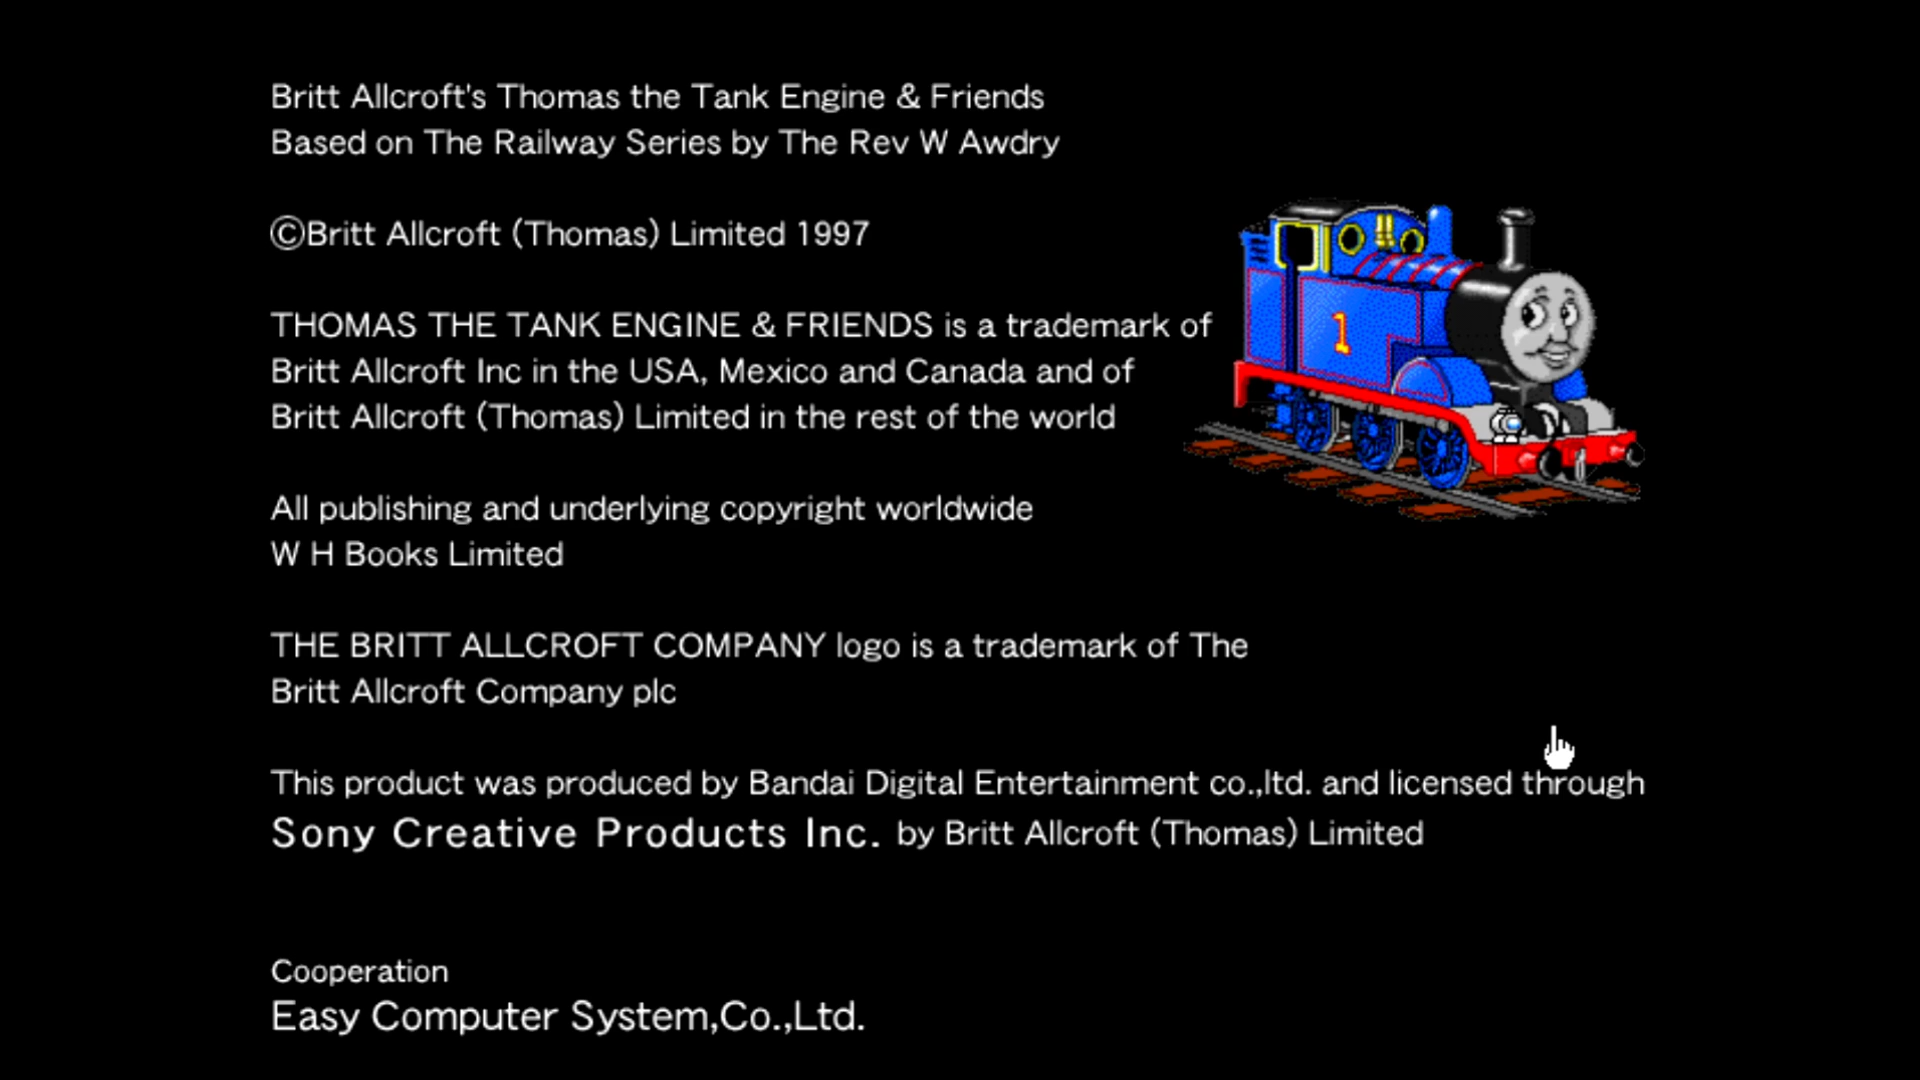 Britt Allcroft's Thomas the Tank Engine & Friends
Based on The Railway Series by The Rev W Awdry
©Britt Allcroft (Thomas) Limited 1997
THOMAS THE TANK ENGINE & FRIENDS is a trademark of
Britt Allcroft Inc in the USA, Mexico and Canada and of
Britt Allcroft (Thomas) Limited in the rest of the world
1
All publishing and underlying copyright worldwide
W H Books Limited
THE BRITT ALLCROFT COMPANY logo is a trademark of The
Britt Allcroft Company plc
This product was produced by Bandai Digital Entertainment co.,ltd. and licensed through
Sony Creative Products Inc. by Britt Allcroft (Thomas) Limited
Cooperation
Easy Computer System,Co.,Ltd.